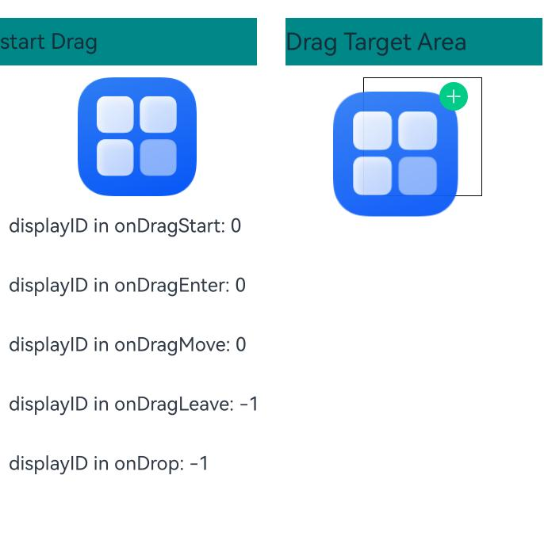 start Drag
Drag Target Area
displayID in onDragStart: 0
displayID in onDragEnter: 0
displayID in onDragMove: 0
displayID in onDragLeave: -1
displayID in onDrop: -1